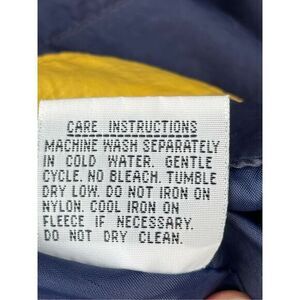 CARE INSTRUCTIONS
MACHINE WASH SEPARATELY
IN COLD WATER. GENTLE
CYCLE. NO BLEACH. TUMBLE
DRY LOW. DO NOT IRON ON
NYLON. COOL IRON ON
FLEECE IF NECESSARY.
DO NOT DRY CLEAN.